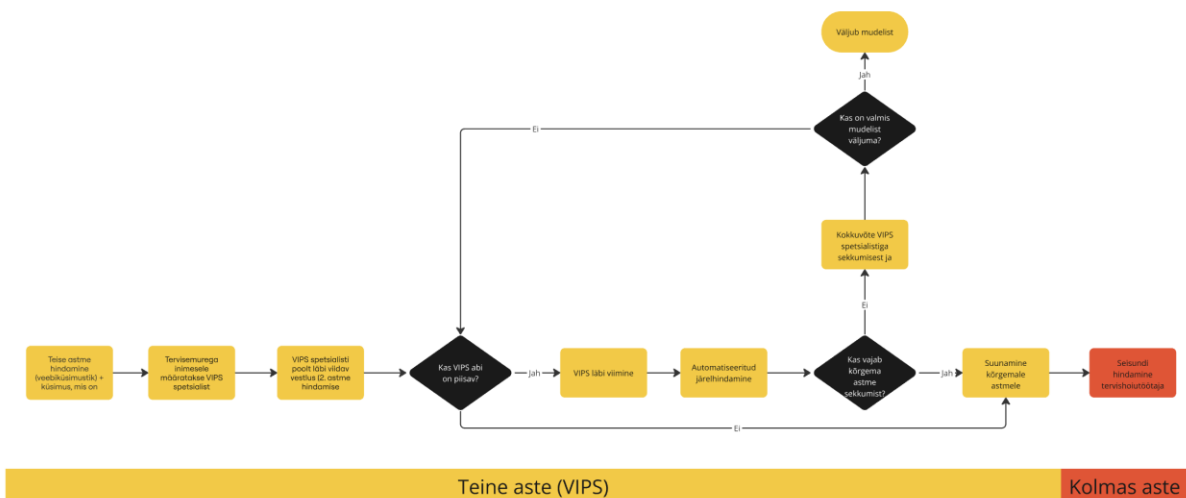 Väljub mudelist
Jah
Kas on valmis
mudelist
väljuma?
Ei
Kokkuvõte VIPS
spetsialistiga
sekkumisest ja
Ei
Teise astme
hindamine
(veebiküsimustik) +
küsimus, mis on
Tervisemurega
inimesele
määratakse VIPS
spetsialist
VIPS spetsialisti
poolt läbi viidav
vestlus (2. astme
hindamise
Kas VIPS abi
on piisav?
Jah
VIPS läbi viimine
Automatiseeritud
järelhindamine
Kas vajab
kõrgema
astme
sekkumist?
Jah
Suunamine
kõrgemale
astmele
Seisundi
hindamine
tervishoiutöötaja
Ei
Teine aste (VIPS)
Kolmas aste